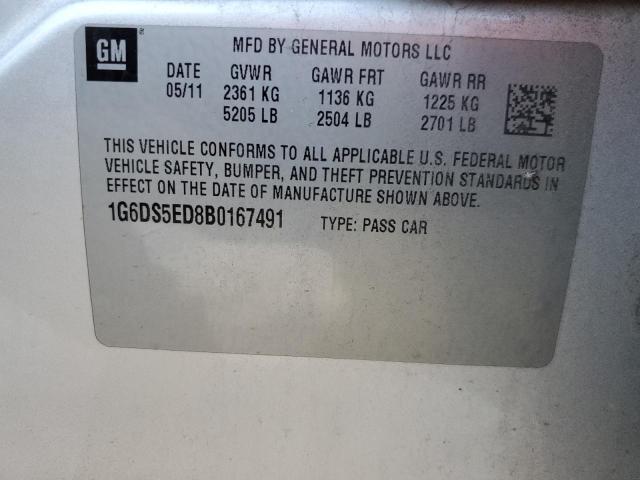 GM
MFD BY GENERAL MOTORS LLC
DATE GVWR GAWR FRT GAWR RR
05/11 2361 KG 1136 KG 1225 KG
5205 LB 2504 LB 2701 LB
THIS VEHICLE CONFORMS TO ALL APPLICABLE U.S. FEDERAL MOTOR
VEHICLE SAFETY, BUMPER, AND THEFT PREVENTION STANDARDS IN
EFFECT ON THE DATE OF MANUFACTURE SHOWN ABOVE.
1G6DS5ED8B0167491 TYPE: PASS CAR